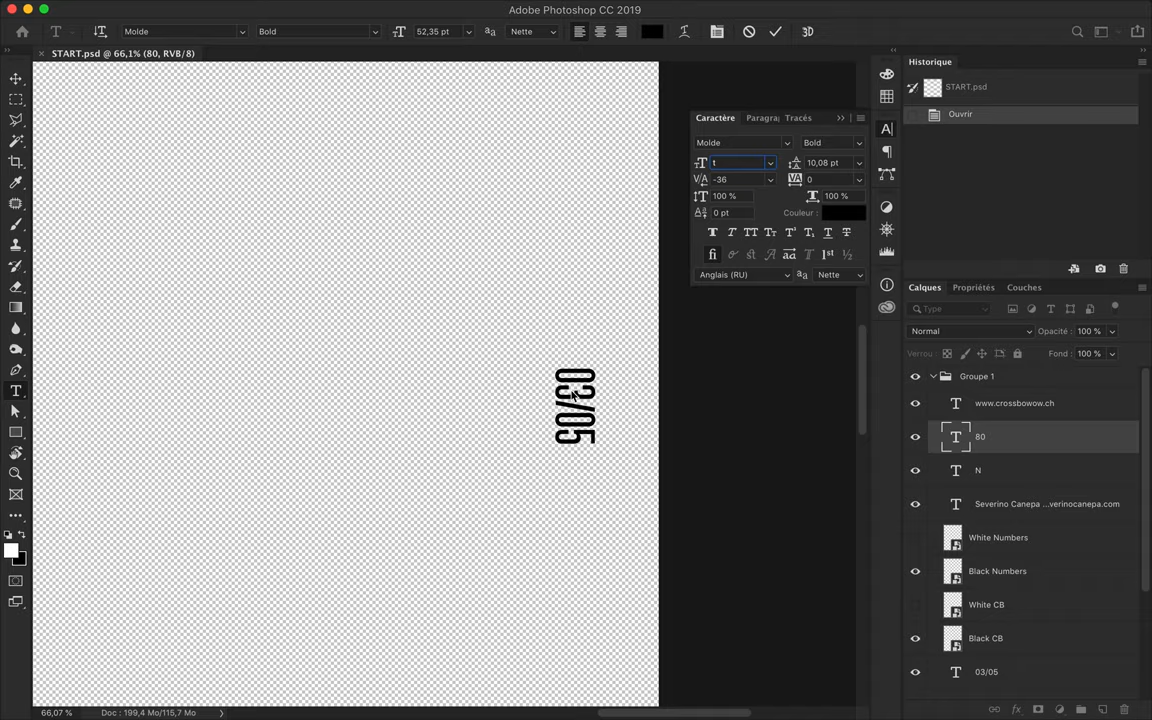 Adobe Photoshop CC 2019
Molde
Bold
52,35 pt
Nette
3D
START.psd @ 66,1% (80, RVB/8)
Historique
START.psd
Ouvrir
Caractère
Paragra
Tracés
Molde
Bold
t
10,08 pt
-36
0
100 %
100 %
0 pt
Couleur :
fi
1st
Anglais (RU)
Nette
03/05
Calques
Propriétés
Couches
Type
Normal
Opacité :
100 %
Verrou :
Fond :
100 %
Groupe 1
www.crossbowow.ch
80
N
Severino Canepa ...verinocanepa.com
White Numbers
Black Numbers
White CB
Black CB
03/05
66,07 %
Doc : 199,4 Mo/115,7 Mo